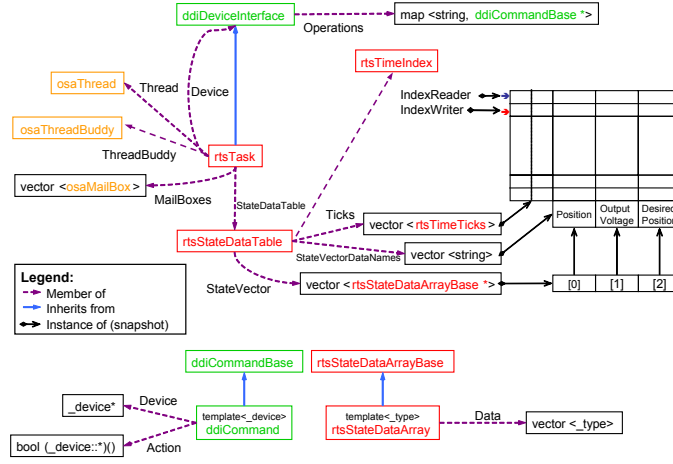 ddiDeviceInterface
Operations
map <string, ddiCommandBase *>
rtsTimeIndex
osaThread
Thread
Device
IndexReader
IndexWriter
osaThreadBuddy
ThreadBuddy
rtsTask
vector <osaMailBox>
MailBoxes
StateDataTable
Ticks
vector <rtsTimeTicks>
Position
Output Voltage
Desired Position
rtsStateDataTable
StateVectorDataNames
vector <string>
StateVector
vector <rtsStateDataArrayBase *>
[0]
[1]
[2]
Legend:
Member of
Inherits from
Instance of (snapshot)
ddiCommandBase
rtsStateDataArrayBase
_device*
Device
template<_device>
ddiCommand
template<_type>
rtsStateDataArray
Data
vector <_type>
bool (_device::*)()
Action